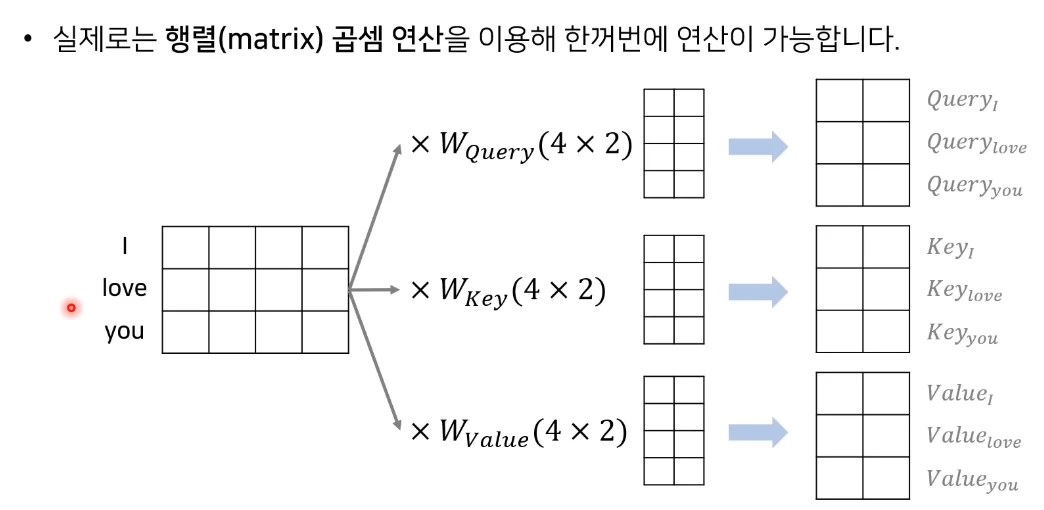 • 실제로는 행렬(matrix) 곱셈 연산을 이용해 한꺼번에 연산이 가능합니다.
I
love
you
× W_Query(4 × 2)
Query_I
Query_love
Query_you
× W_Key(4 × 2)
Key_I
Key_love
Key_you
× W_Value(4 × 2)
Value_I
Value_love
Value_you